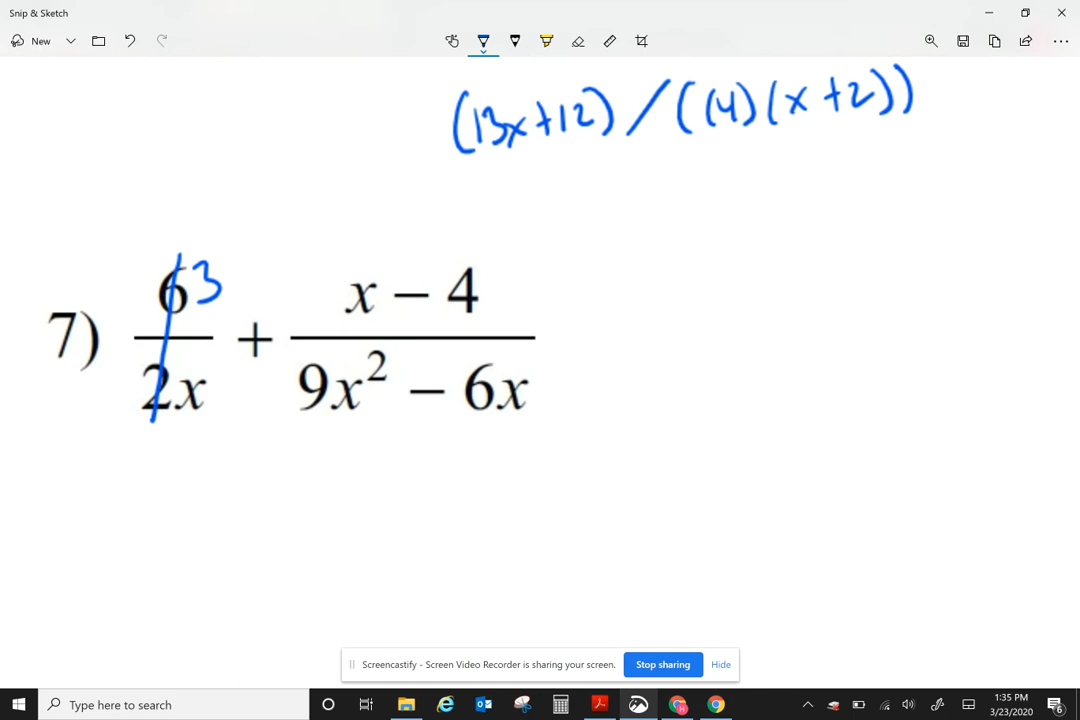 Snip & Sketch
New
(13x+12)/((4)(x+2))
7) 6/2x + (x − 4)/(9x² − 6x)
3
Screencastify - Screen Video Recorder is sharing your screen.
Stop sharing
Hide
Type here to search
1:35 PM
3/23/2020
6